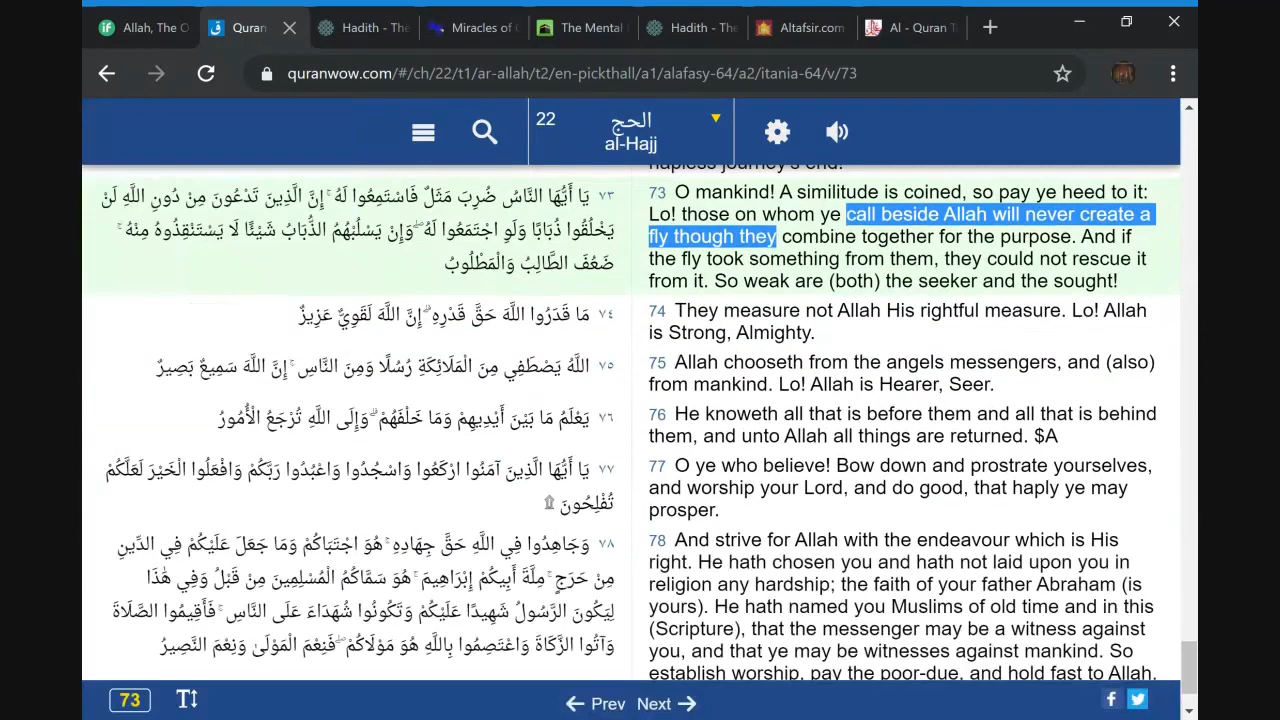 Allah, The O
Quran
Hadith - The
Miracles of
The Mental
Hadith - The
Altafsir.com
Al - Quran T
quranwow.com/#/ch/22/t1/ar-allah/t2/en-pickthall/a1/alafasy-64/a2/itania-64/v/73
22
الحج
al-Hajj
hapless journey's end!
٧٣ يَا أَيُّهَا النَّاسُ ضُرِبَ مَثَلٌ فَاسْتَمِعُوا لَهُ ۚ إِنَّ الَّذِينَ تَدْعُونَ مِنْ دُونِ اللَّهِ لَنْ
يَخْلُقُوا ذُبَابًا وَلَوِ اجْتَمَعُوا لَهُ ۖ وَإِنْ يَسْلُبْهُمُ الذُّبَابُ شَيْئًا لَا يَسْتَنْقِذُوهُ مِنْهُ ۚ
ضَعُفَ الطَّالِبُ وَالْمَطْلُوبُ
73 O mankind! A similitude is coined, so pay ye heed to it:
Lo! those on whom ye call beside Allah will never create a
fly though they combine together for the purpose. And if
the fly took something from them, they could not rescue it
from it. So weak are (both) the seeker and the sought!
٧٤ مَا قَدَرُوا اللَّهَ حَقَّ قَدْرِهِ ۗ إِنَّ اللَّهَ لَقَوِيٌّ عَزِيزٌ
74 They measure not Allah His rightful measure. Lo! Allah
is Strong, Almighty.
٧٥ اللَّهُ يَصْطَفِي مِنَ الْمَلَائِكَةِ رُسُلًا وَمِنَ النَّاسِ ۚ إِنَّ اللَّهَ سَمِيعٌ بَصِيرٌ
75 Allah chooseth from the angels messengers, and (also)
from mankind. Lo! Allah is Hearer, Seer.
٧٦ يَعْلَمُ مَا بَيْنَ أَيْدِيهِمْ وَمَا خَلْفَهُمْ ۗ وَإِلَى اللَّهِ تُرْجَعُ الْأُمُورُ
76 He knoweth all that is before them and all that is behind
them, and unto Allah all things are returned. $A
٧٧ يَا أَيُّهَا الَّذِينَ آمَنُوا ارْكَعُوا وَاسْجُدُوا وَاعْبُدُوا رَبَّكُمْ وَافْعَلُوا الْخَيْرَ لَعَلَّكُمْ
تُفْلِحُونَ ۩
77 O ye who believe! Bow down and prostrate yourselves,
and worship your Lord, and do good, that haply ye may
prosper.
٧٨ وَجَاهِدُوا فِي اللَّهِ حَقَّ جِهَادِهِ ۚ هُوَ اجْتَبَاكُمْ وَمَا جَعَلَ عَلَيْكُمْ فِي الدِّينِ
مِنْ حَرَجٍ ۚ مِلَّةَ أَبِيكُمْ إِبْرَاهِيمَ ۚ هُوَ سَمَّاكُمُ الْمُسْلِمِينَ مِنْ قَبْلُ وَفِي هَٰذَا
لِيَكُونَ الرَّسُولُ شَهِيدًا عَلَيْكُمْ وَتَكُونُوا شُهَدَاءَ عَلَى النَّاسِ ۚ فَأَقِيمُوا الصَّلَاةَ
وَآتُوا الزَّكَاةَ وَاعْتَصِمُوا بِاللَّهِ هُوَ مَوْلَاكُمْ ۖ فَنِعْمَ الْمَوْلَىٰ وَنِعْمَ النَّصِيرُ
78 And strive for Allah with the endeavour which is His
right. He hath chosen you and hath not laid upon you in
religion any hardship; the faith of your father Abraham (is
yours). He hath named you Muslims of old time and in this
(Scripture), that the messenger may be a witness against
you, and that ye may be witnesses against mankind. So
establish worship, pay the poor-due, and hold fast to Allah.
73
Prev Next